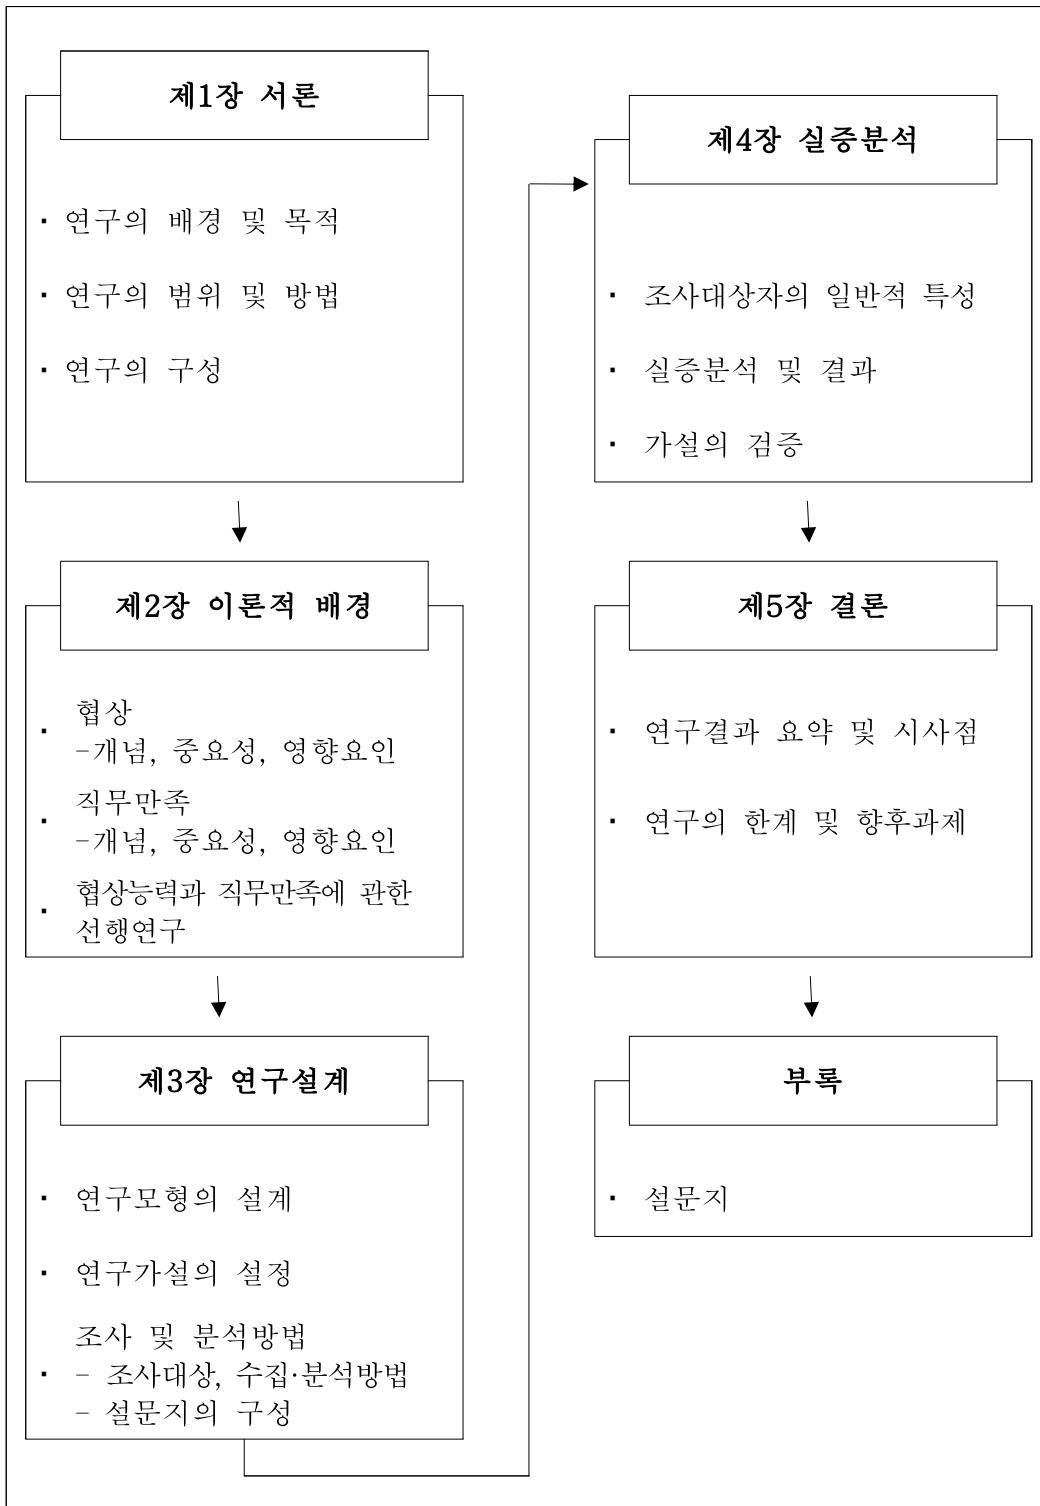 제1장 서론
▪ 연구의 배경 및 목적
▪ 연구의 범위 및 방법
▪ 연구의 구성
제2장 이론적 배경
▪ 협상
-개념, 중요성, 영향요인
▪ 직무만족
-개념, 중요성, 영향요인
▪ 협상능력과 직무만족에 관한
선행연구
제3장 연구설계
▪ 연구모형의 설계
▪ 연구가설의 설정
▪ 조사 및 분석방법
- 조사대상, 수집·분석방법
- 설문지의 구성
제4장 실증분석
▪ 조사대상자의 일반적 특성
▪ 실증분석 및 결과
▪ 가설의 검증
제5장 결론
▪ 연구결과 요약 및 시사점
▪ 연구의 한계 및 향후과제
부록
▪ 설문지